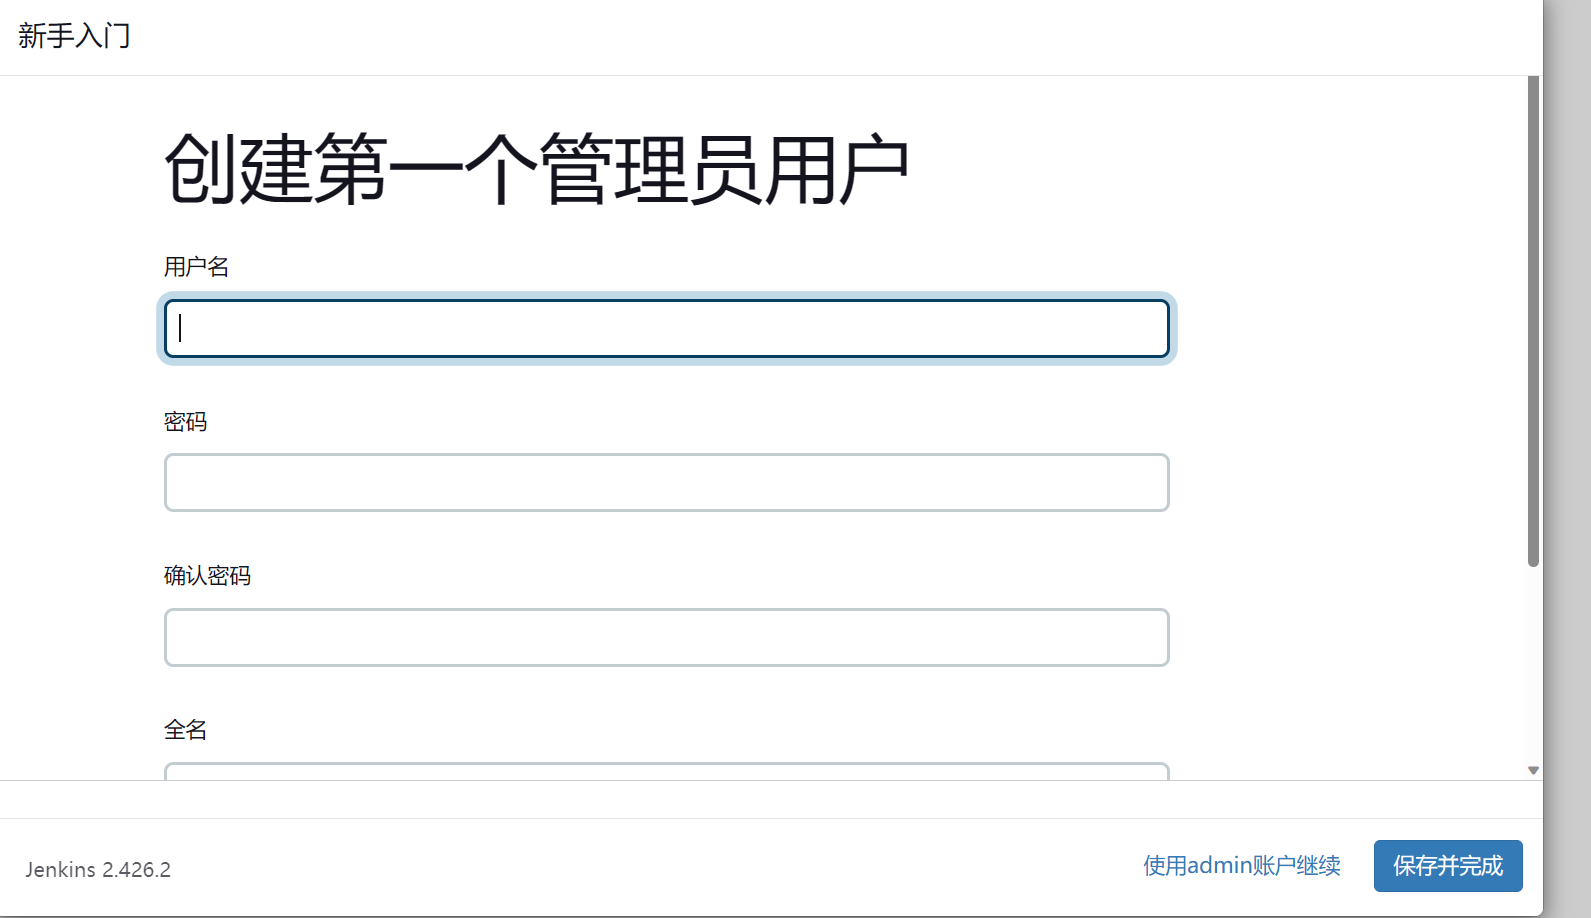 新手入门
创建第一个管理员用户
用户名
密码
确认密码
全名
Jenkins 2.426.2
使用admin账户继续
保存并完成